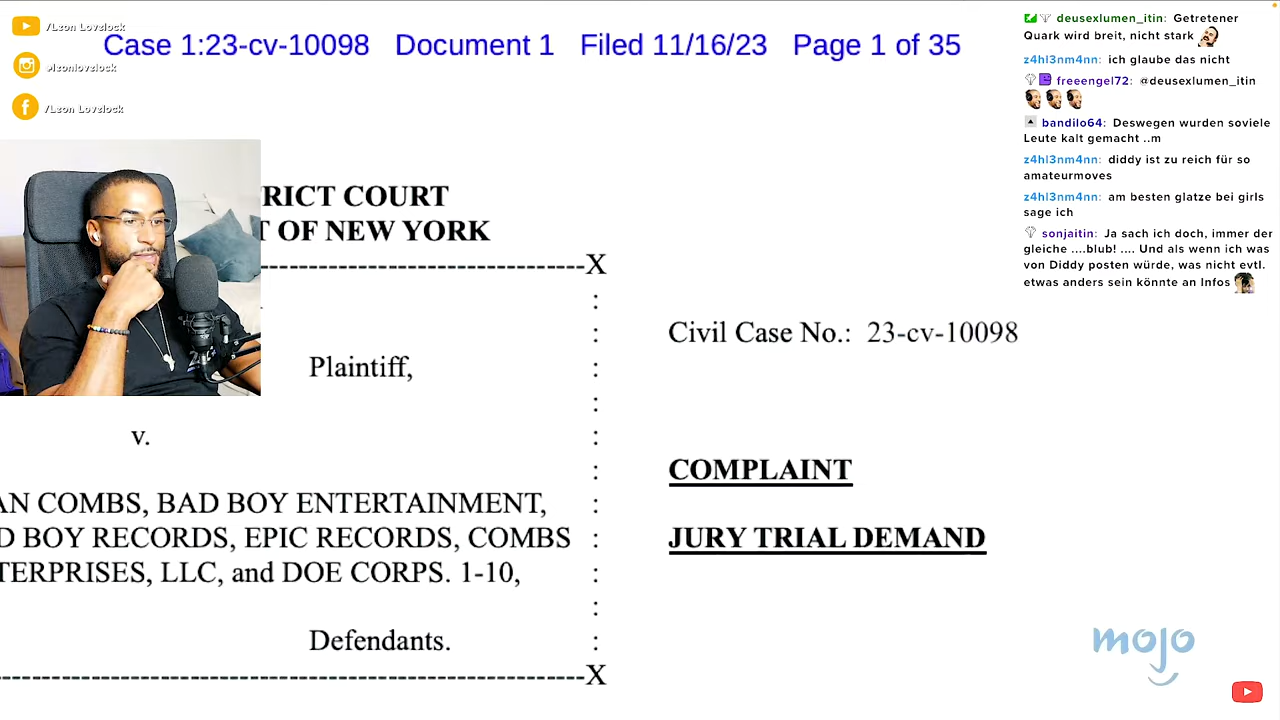 /Leon Lovelock
/leonlovelock
/Leon Lovelock
Case 1:23-cv-10098 Document 1 Filed 11/16/23 Page 1 of 35
RICT COURT
T OF NEW YORK
---------------------------------------------X
:
:
Plaintiff, :
:
v. :
:
AN COMBS, BAD BOY ENTERTAINMENT, :
D BOY RECORDS, EPIC RECORDS, COMBS :
TERPRISES, LLC, and DOE CORPS. 1-10, :
:
Defendants. :
---------------------------------------------X
Civil Case No.: 23-cv-10098
COMPLAINT
JURY TRIAL DEMAND
deusexlumen_itin: Getretener
Quark wird breit, nicht stark
z4hl3nm4nn: ich glaube das nicht
freeengel72: @deusexlumen_itin
bandilo64: Deswegen wurden soviele
Leute kalt gemacht ..m
z4hl3nm4nn: diddy ist zu reich für so
amateurmoves
z4hl3nm4nn: am besten glatze bei girls
sage ich
sonjaitin: Ja sach ich doch, immer der
gleiche ....blub! .... Und als wenn ich was
von Diddy posten würde, was nicht evtl.
etwas anders sein könnte an Infos
mojo